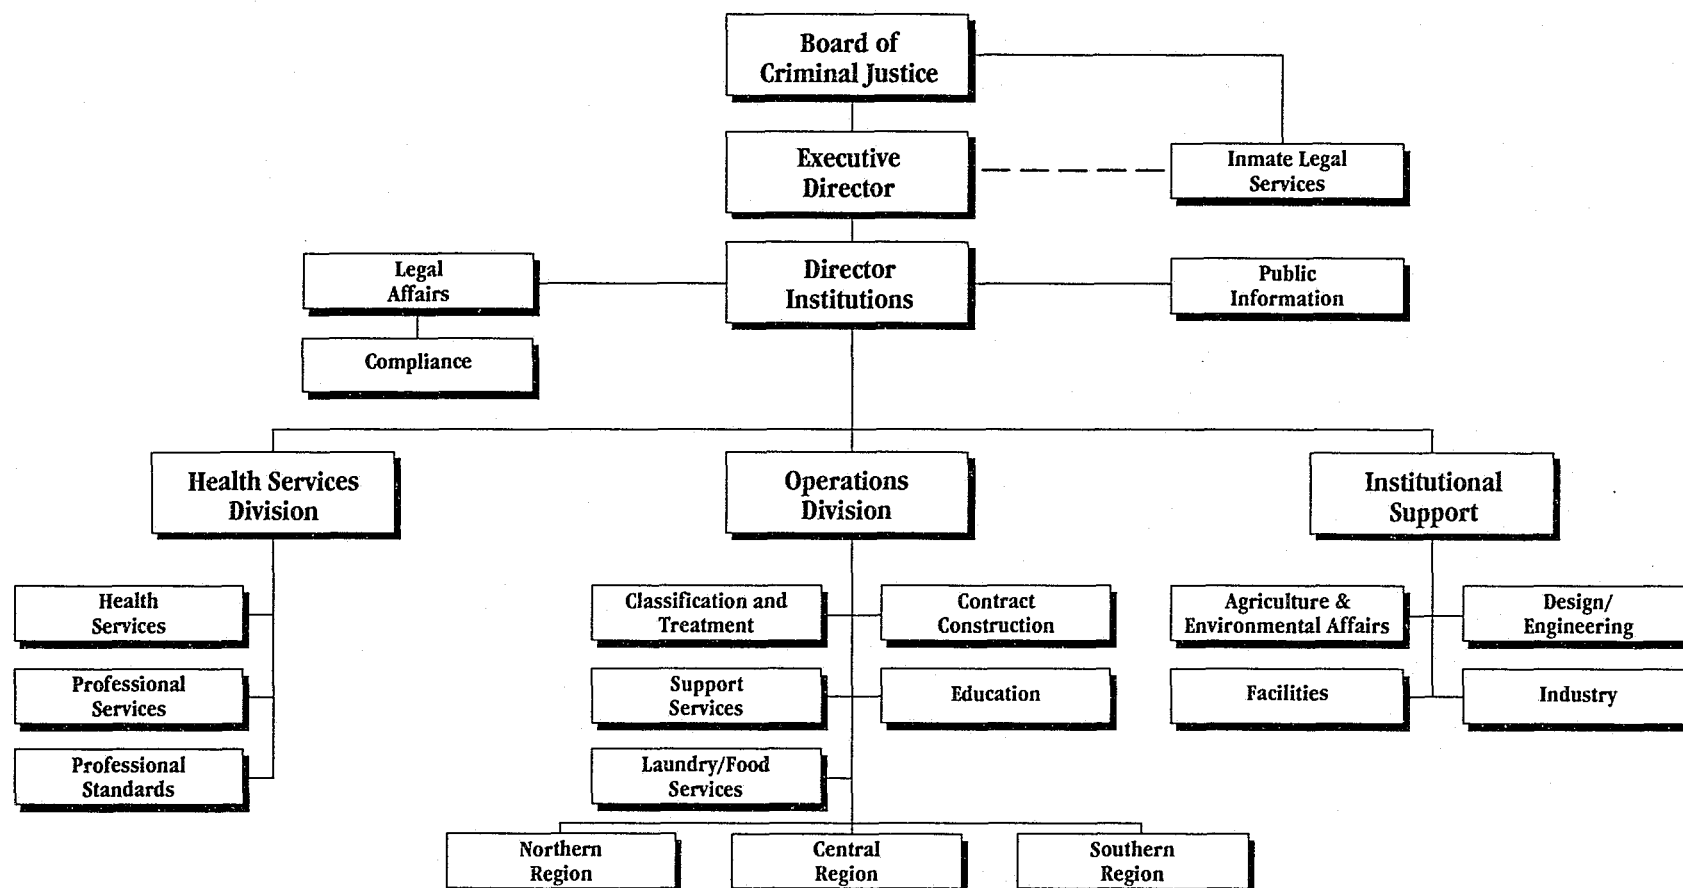 Board of
Criminal Justice
Executive
Director
Inmate Legal
Services
Legal
Affairs
Director
Institutions
Public
Information
Compliance
Health Services
Division
Operations
Division
Institutional
Support
Health
Services
Classification and
Treatment
Contract
Construction
Agriculture &
Environmental Affairs
Design/
Engineering
Professional
Services
Support
Services
Education
Facilities
Industry
Professional
Standards
Laundry/Food
Services
Northern
Region
Central
Region
Southern
Region